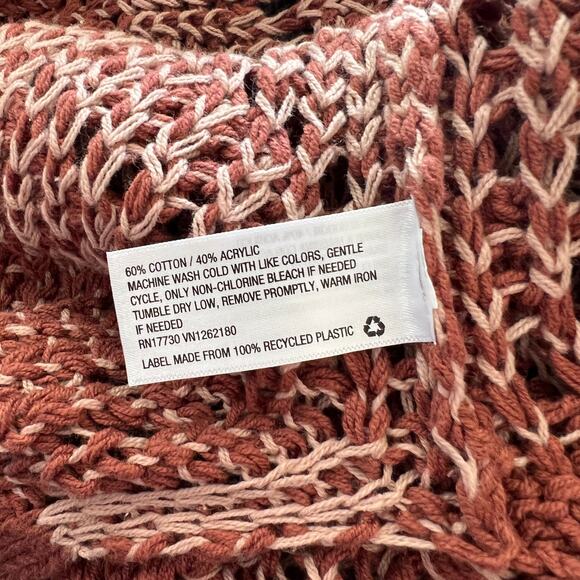 60% COTTON / 40% ACRYLIC
MACHINE WASH COLD WITH LIKE COLORS, GENTLE
CYCLE, ONLY NON-CHLORINE BLEACH IF NEEDED
TUMBLE DRY LOW, REMOVE PROMPTLY, WARM IRON
IF NEEDED
RN17730 VN1262180
LABEL MADE FROM 100% RECYCLED PLASTIC